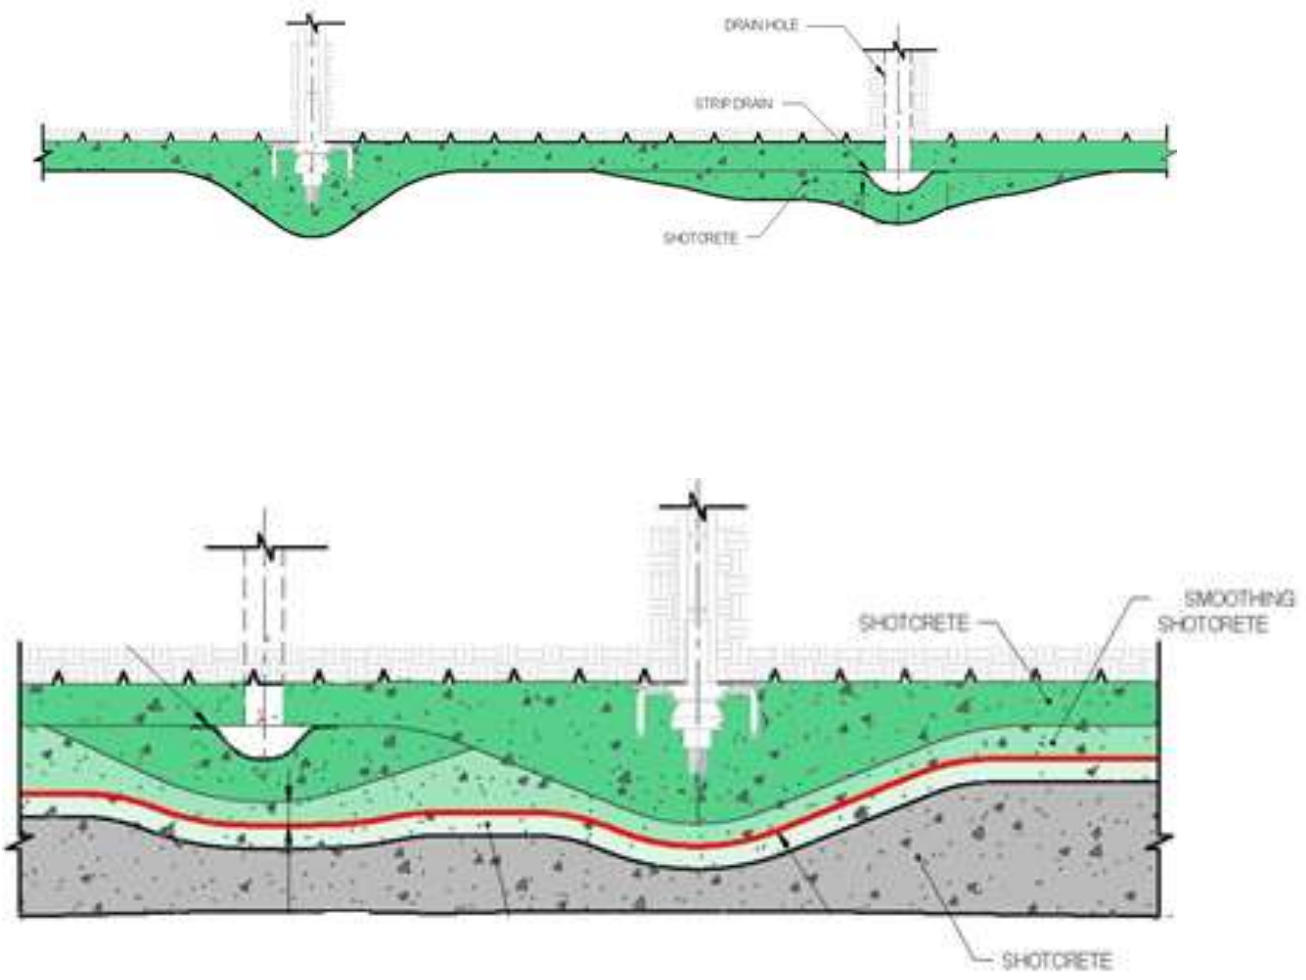 DRAIN HOLE
STRIP DRAIN
SHOTCRETE
SHOTCRETE
SMOOTHING
SHOTCRETE
SHOTCRETE